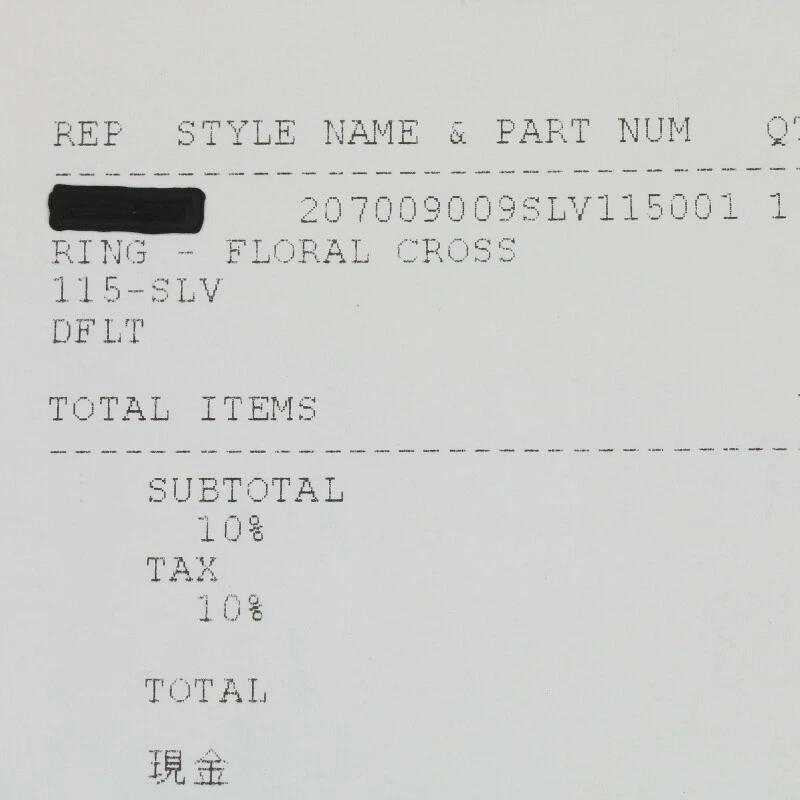 REP STYLE NAME & PART NUM QT
207009009SLV115001 1
RING - FLORAL CROSS
115-SLV
DFLT
TOTAL ITEMS
SUBTOTAL
10%
TAX
10%
TOTAL
現金